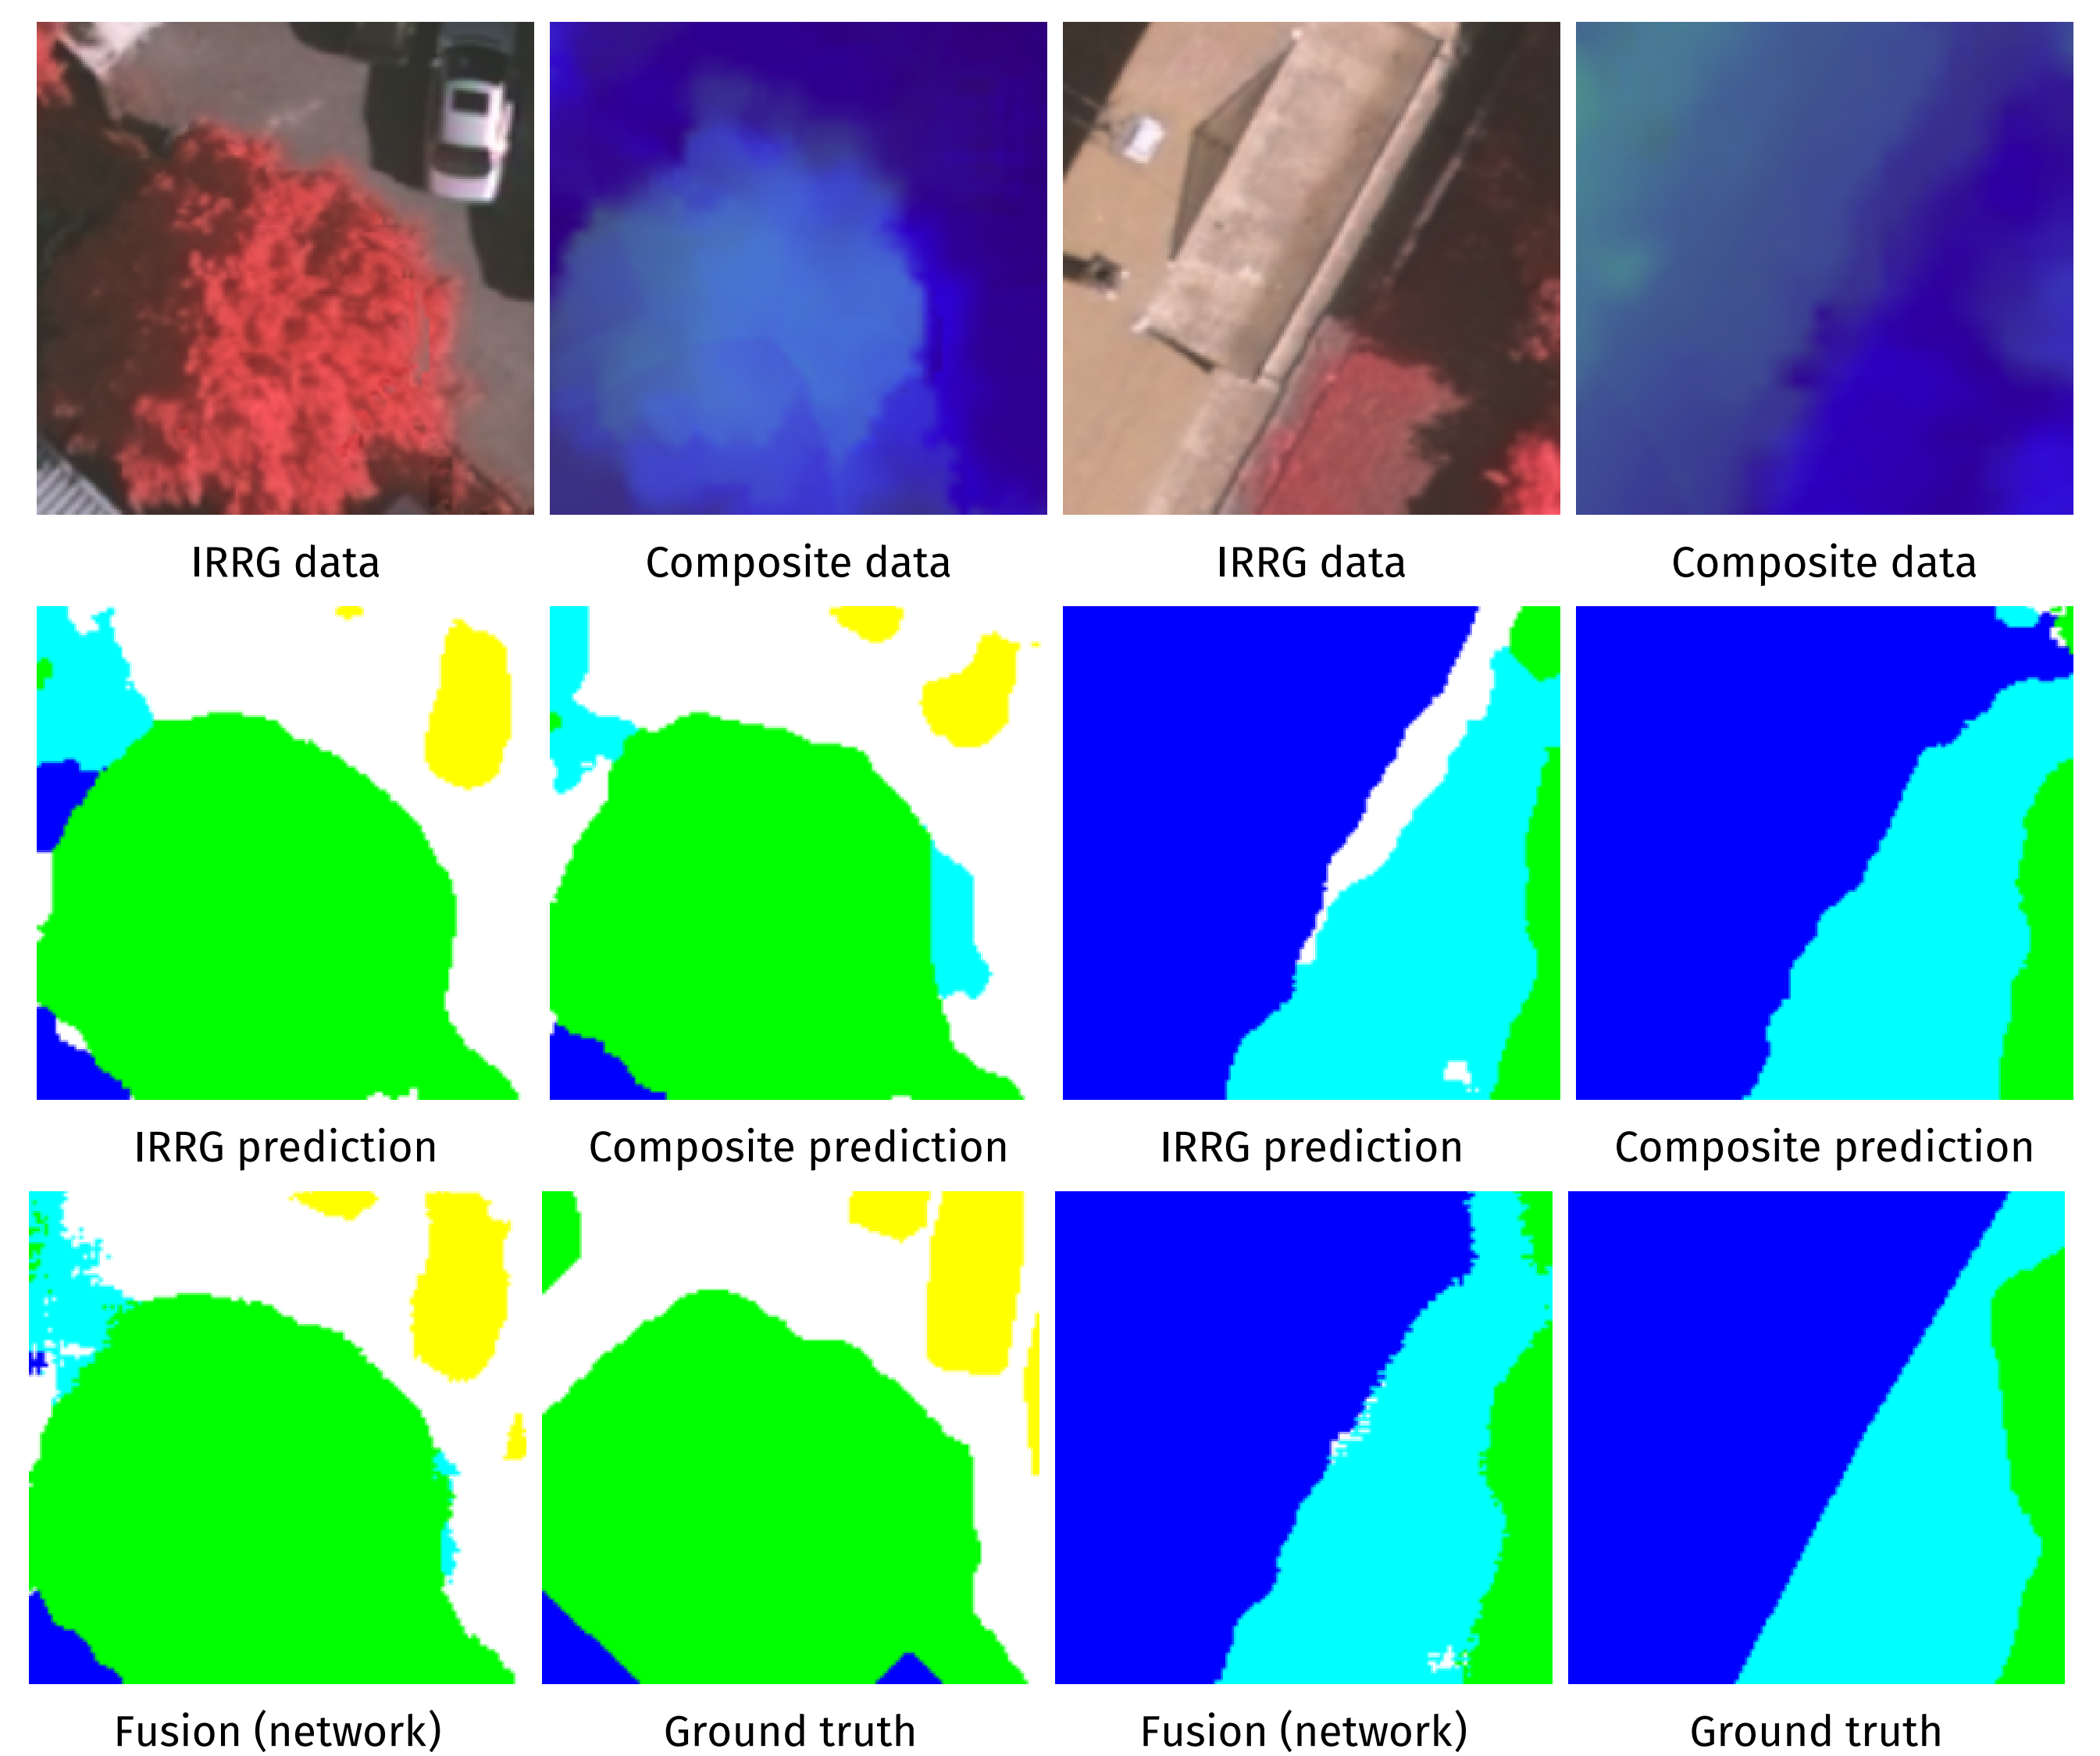 IRRG data
Composite data
IRRG data
Composite data
IRRG prediction
Composite prediction
IRRG prediction
Composite prediction
Fusion (network)
Ground truth
Fusion (network)
Ground truth